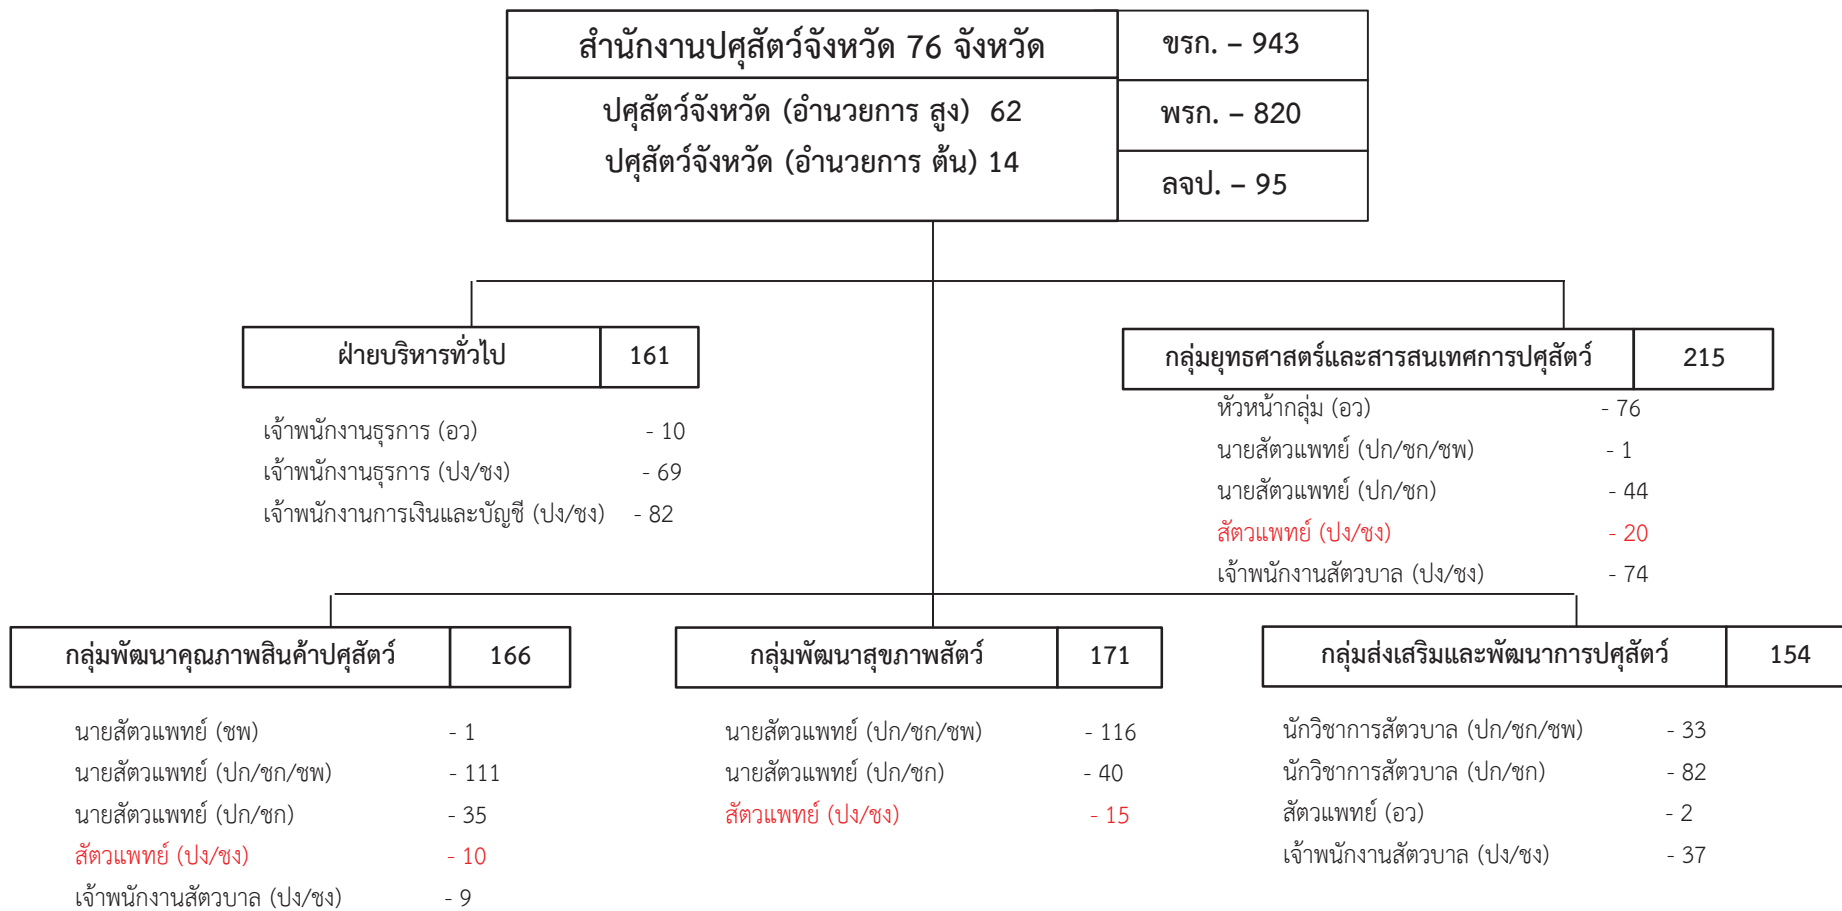 สำนักงานปศุสัตว์จังหวัด 76 จังหวัด
ขรก. – 943
ปศุสัตว์จังหวัด (อำนวยการ สูง) 62
พรก. – 820
ปศุสัตว์จังหวัด (อำนวยการ ต้น) 14
ลจป. – 95
ฝ่ายบริหารทั่วไป 161
เจ้าพนักงานธุรการ (อว) - 10
เจ้าพนักงานธุรการ (ปง/ชง) - 69
เจ้าพนักงานการเงินและบัญชี (ปง/ชง) - 82
กลุ่มยุทธศาสตร์และสารสนเทศการปศุสัตว์ 215
หัวหน้ากลุ่ม (อว) - 76
นายสัตวแพทย์ (ปก/ชก/ชพ) - 1
นายสัตวแพทย์ (ปก/ชก) - 44
สัตวแพทย์ (ปง/ชง) - 20
เจ้าพนักงานสัตวบาล (ปง/ชง) - 74
กลุ่มพัฒนาคุณภาพสินค้าปศุสัตว์ 166
นายสัตวแพทย์ (ชพ) - 1
นายสัตวแพทย์ (ปก/ชก/ชพ) - 111
นายสัตวแพทย์ (ปก/ชก) - 35
สัตวแพทย์ (ปง/ชง) - 10
เจ้าพนักงานสัตวบาล (ปง/ชง) - 9
กลุ่มพัฒนาสุขภาพสัตว์ 171
นายสัตวแพทย์ (ปก/ชก/ชพ) - 116
นายสัตวแพทย์ (ปก/ชก) - 40
สัตวแพทย์ (ปง/ชง) - 15
กลุ่มส่งเสริมและพัฒนาการปศุสัตว์ 154
นักวิชาการสัตวบาล (ปก/ชก/ชพ) - 33
นักวิชาการสัตวบาล (ปก/ชก) - 82
สัตวแพทย์ (อว) - 2
เจ้าพนักงานสัตวบาล (ปง/ชง) - 37